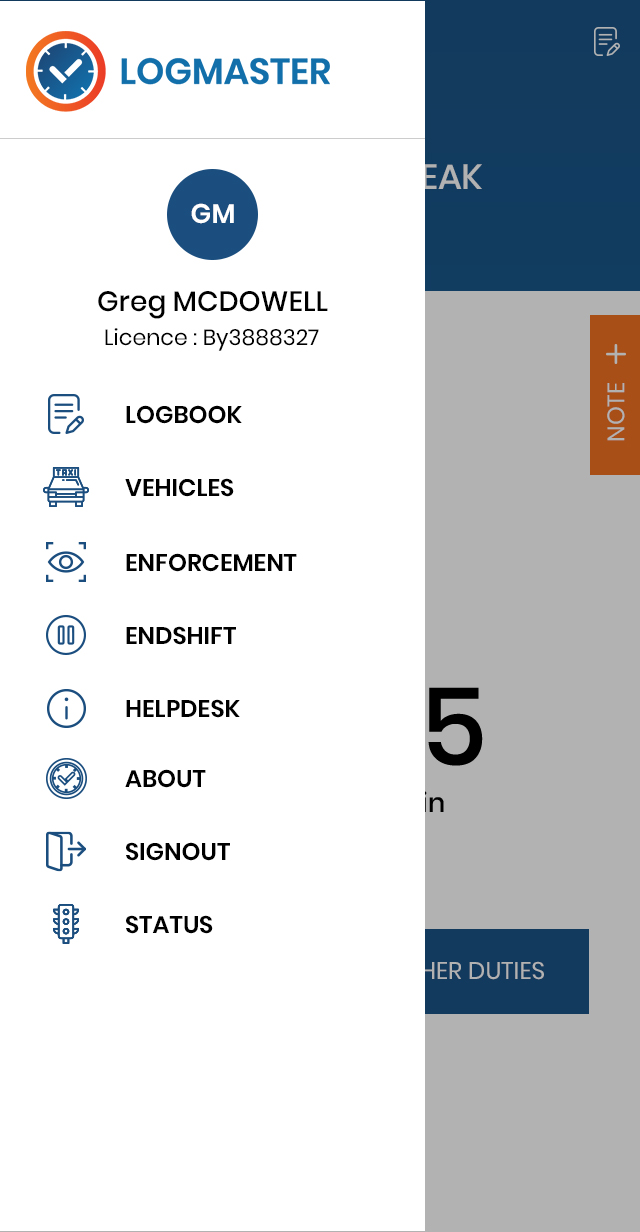 LOGMASTER
GM
Greg MCDOWELL
Licence : By3888327
LOGBOOK
TAXI
VEHICLES
ENFORCEMENT
ENDSHIFT
HELPDESK
ABOUT
SIGNOUT
STATUS
EAK
NOTE +
5
in
HER DUTIES